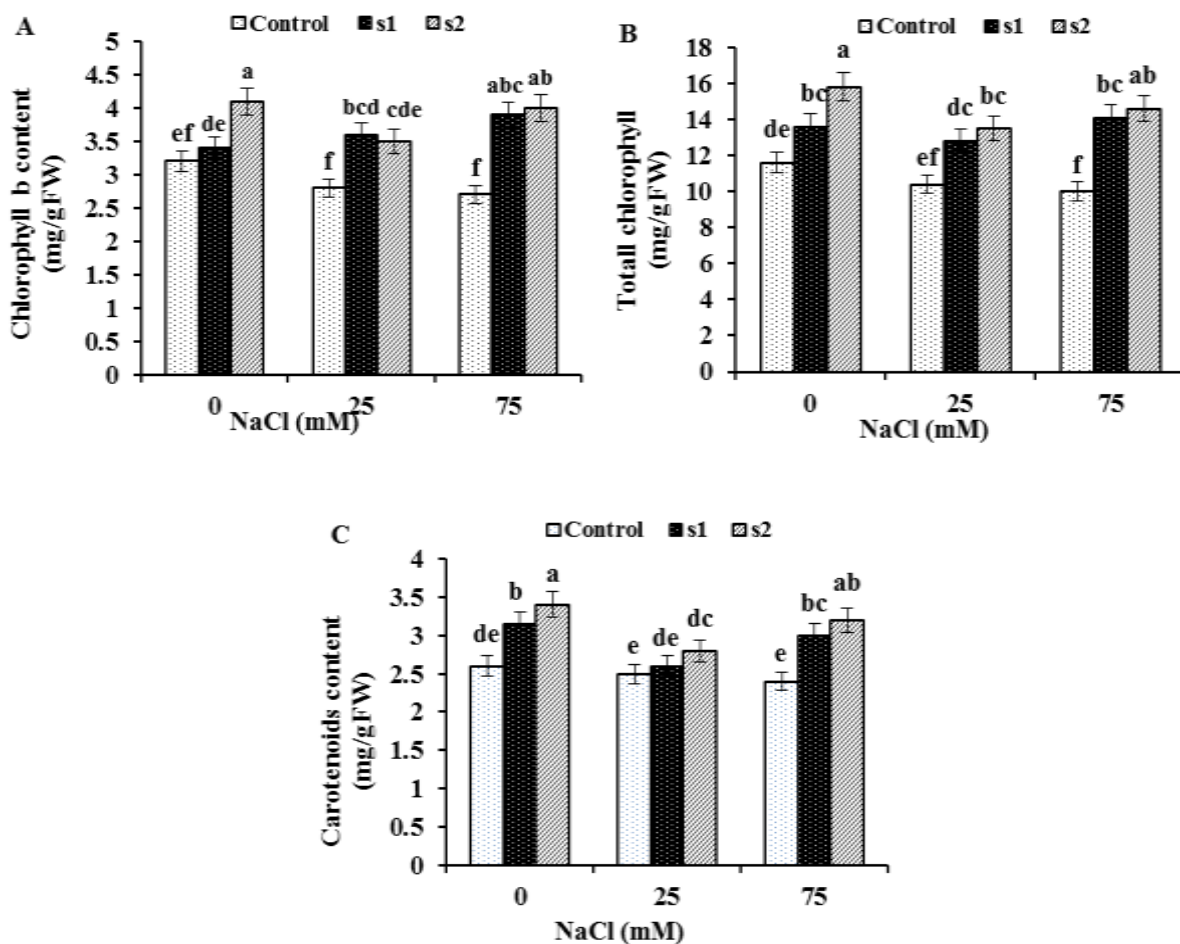 A
Control s1 s2
Chlorophyll b content
(mg/gFW)
5
4.5
4
3.5
3
2.5
2
1.5
1
0.5
0
ef de a
f bcd cde
f abc ab
0 25 75
NaCl (mM)
B
Control s1 s2
Totall chlorophyll
(mg/gFW)
18
16
14
12
10
8
6
4
2
0
de bc a
ef dc bc
f bc ab
0 25 75
NaCl (mM)
C
Control s1 s2
Carotenoids content
(mg/gFW)
4
3.5
3
2.5
2
1.5
1
0.5
0
de b a
e de dc
e bc ab
0 25 75
NaCl (mM)